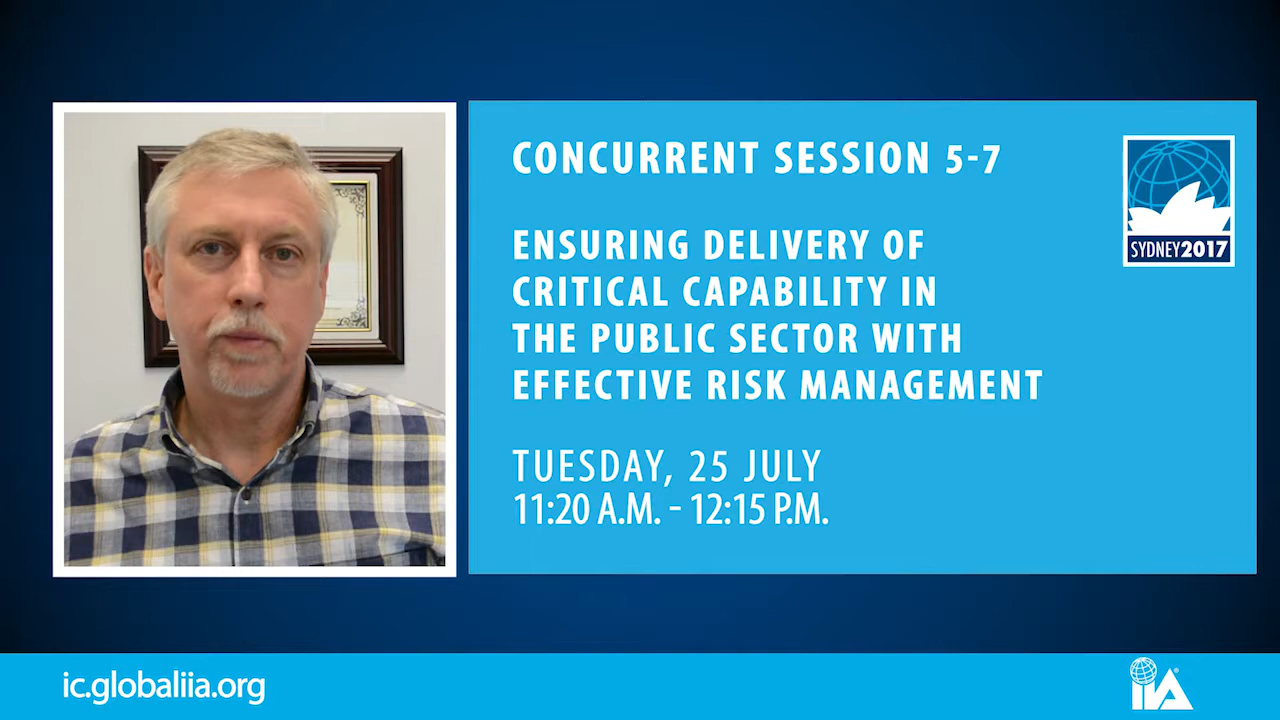 CONCURRENT SESSION 5-7
ENSURING DELIVERY OF
CRITICAL CAPABILITY IN
THE PUBLIC SECTOR WITH
EFFECTIVE RISK MANAGEMENT
TUESDAY, 25 JULY
11:20 A.M. - 12:15 P.M.
SYDNEY2017
ic.globaliia.org
IIA